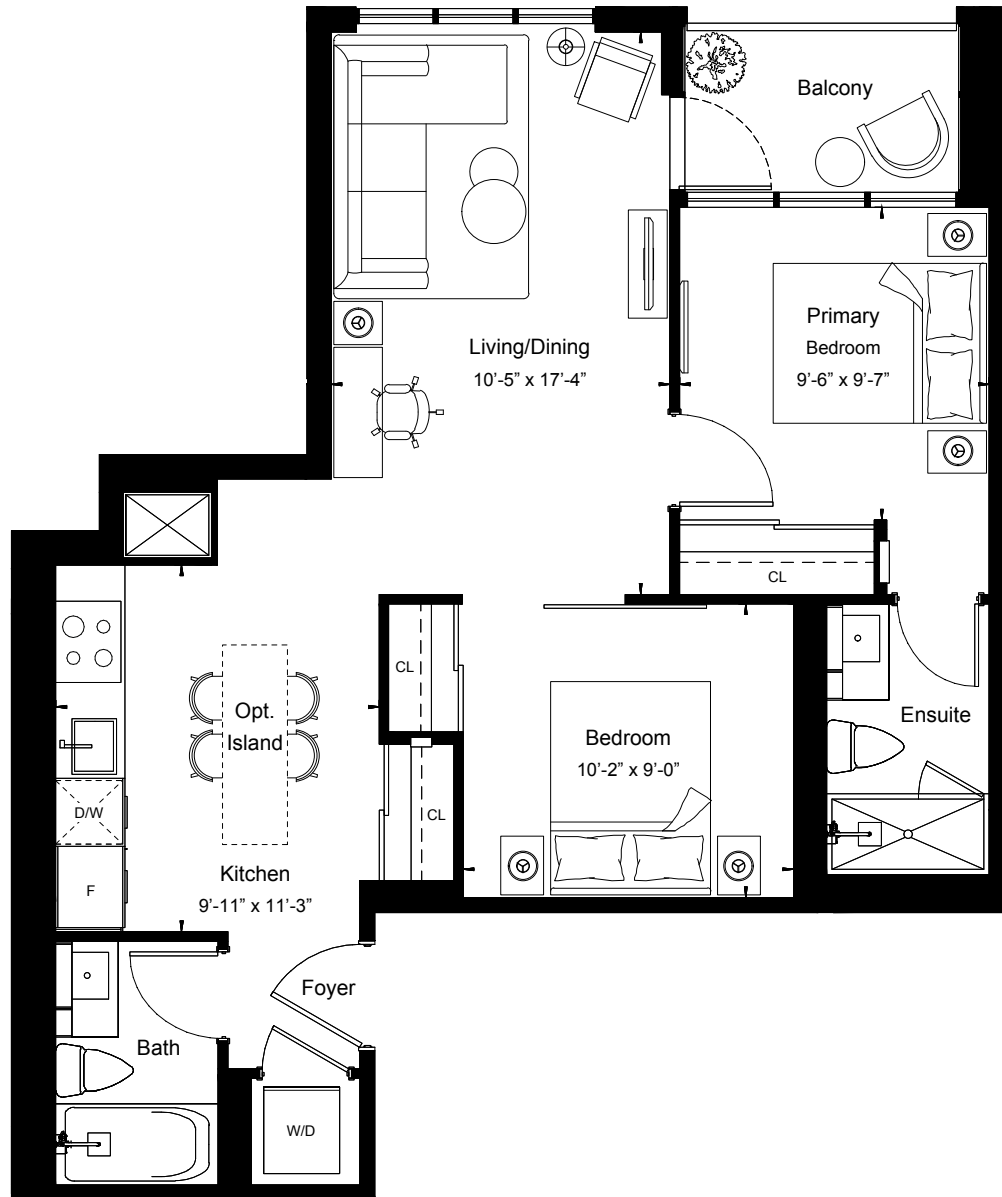 Balcony
Living/Dining
10'-5” x 17'-4”
Primary
Bedroom
9'-6” x 9'-7”
CL
CL
Opt.
Island
Bedroom
10'-2” x 9'-0”
Ensuite
D/W
CL
F
Kitchen
9'-11” x 11'-3”
Foyer
Bath
W/D